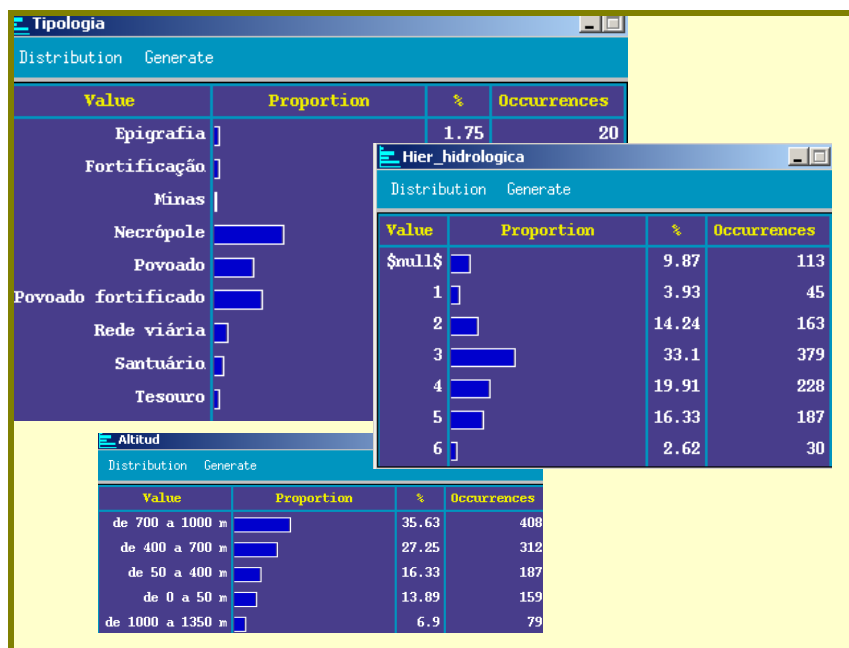 Tipologia
Distribution Generate
Value Proportion % Occurrences
Epigrafia 1.75 20
Fortificação
Minas
Necrópole
Povoado
Povoado fortificado
Rede viária
Santuário
Tesouro
Hier_hidrologica
Distribution Generate
Value Proportion % Occurrences
$null$ 9.87 113
1 3.93 45
2 14.24 163
3 33.1 379
4 19.91 228
5 16.33 187
6 2.62 30
Altitud
Distribution Generate
Value Proportion % Occurrences
de 700 a 1000 m 35.63 408
de 400 a 700 m 27.25 312
de 50 a 400 m 16.33 187
de 0 a 50 m 13.89 159
de 1000 a 1350 m 6.9 79